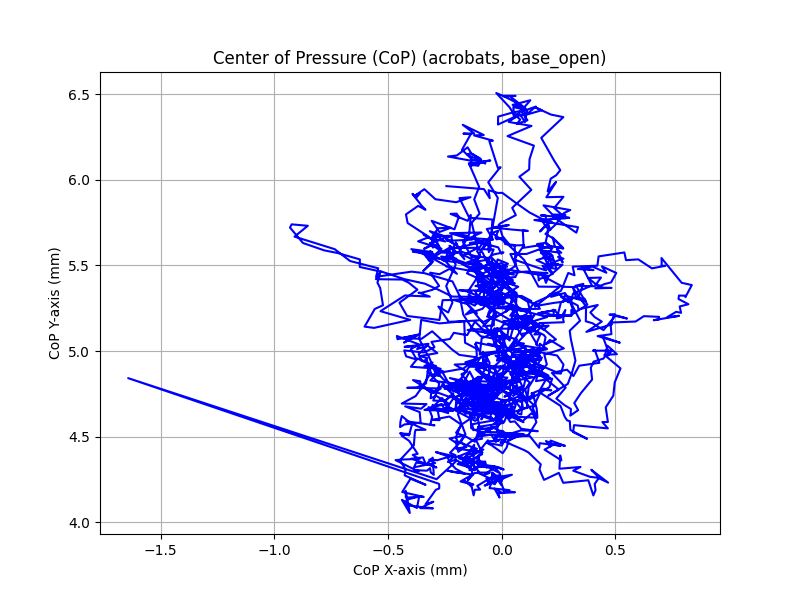 Center of Pressure (CoP) (acrobats, base_open)
CoP Y-axis (mm)
6.5
6.0
5.5
5.0
4.5
4.0
−1.5 −1.0 −0.5 0.0 0.5
CoP X-axis (mm)